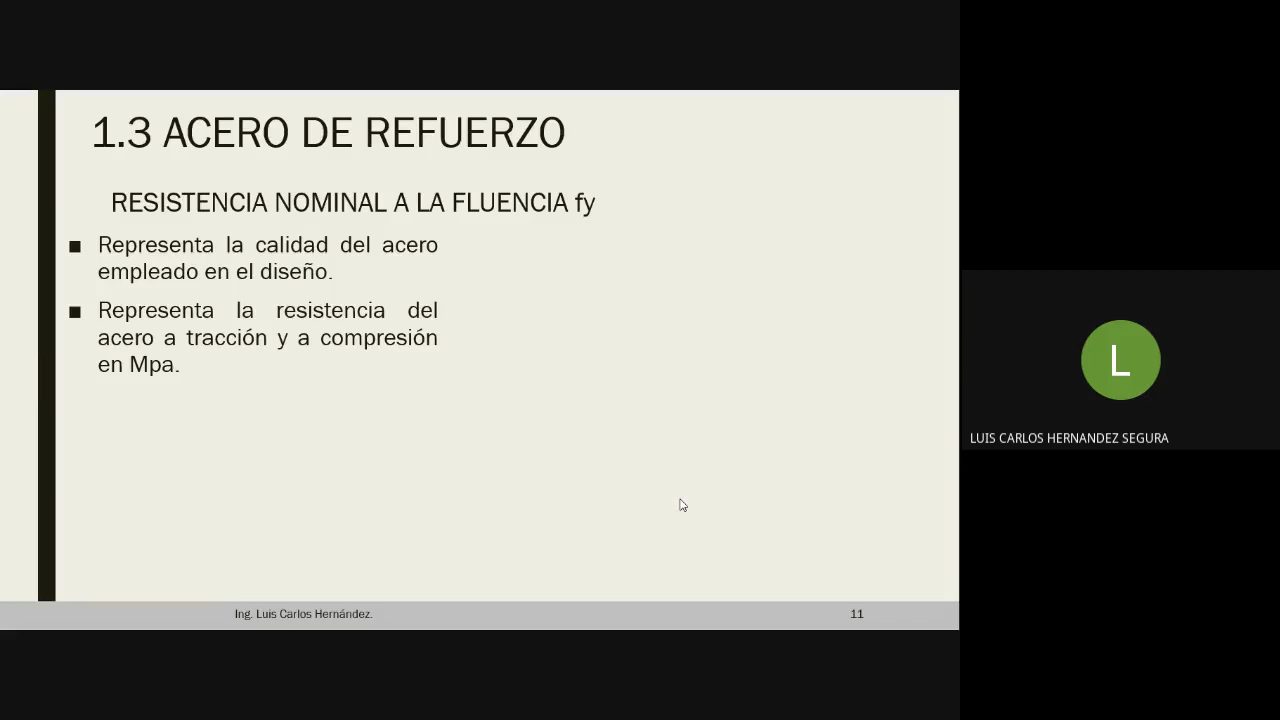 1.3 ACERO DE REFUERZO
RESISTENCIA NOMINAL A LA FLUENCIA fy
■ Representa la calidad del acero
empleado en el diseño.
■ Representa la resistencia del
acero a tracción y a compresión
en Mpa.
Ing. Luis Carlos Hernández.
11
L
LUIS CARLOS HERNANDEZ SEGURA